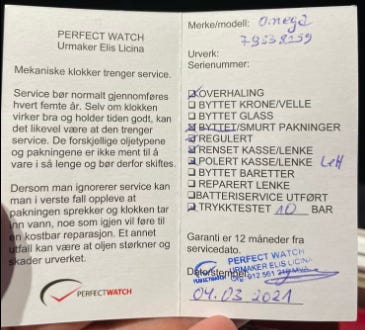 PERFECT WATCH
Urmaker Elis Licina
Mekaniske klokker trenger service.
Service bør normalt gjennomføres
hvert femte år. Selv om klokken
virker bra og holder tiden godt, kan
det likevel være at den trenger
service. De forskjellige oljetypene
og pakningene er ikke ment til å
vare i så lenge og bør derfor skiftes.
Dersom man ignorerer service kan
man i verste fall oppleve at
pakningen sprekker og klokken tar
inn vann, noe som igjen vil føre til
en kostbar reparasjon. Et annet
utfall kan være at oljen størkner og
skader urverket.
PERFECTWATCH
Merke/modell: Omega
Urverk:
Serienummer:
OVERHALING
BYTTET KRONE/VELLE
BYTTET GLASS
BYTTET/SMURT PAKNINGER
REGULERT
RENSET KASSE/LENKE
POLERT KASSE/LENKE Lett
BYTTET BARETTER
REPARERT LENKE
BATTERISERVICE UTFØRT
TRYKKTESTET 10 BAR
Garanti er 12 måneder fra
servicedato.
PERFECT WATCH
URMAKER ELIS LICINA
PERFECTWATCH
Dato/stempel:
04.03 2021